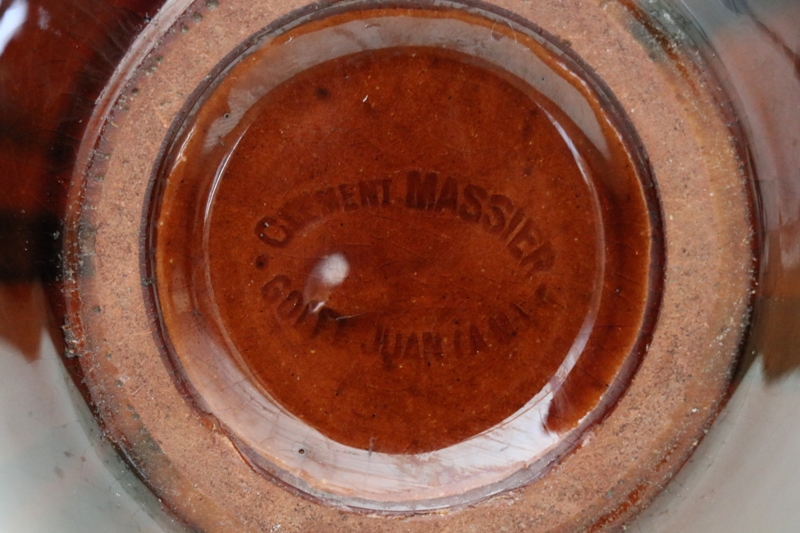 CLEMENT MASSIER
GOLFE JUAN (A.M.)